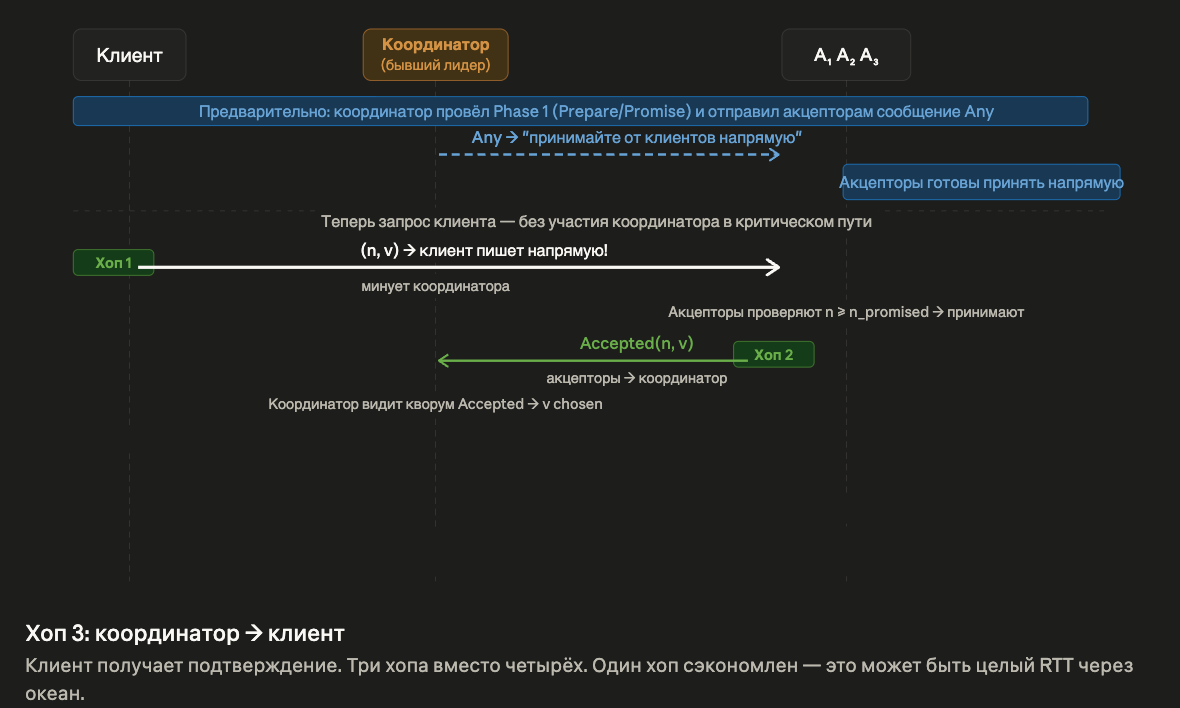 Клиент
Координатор
(бывший лидер)
A₁ A₂ A₃
Предварительно: координатор провёл Phase 1 (Prepare/Promise) и отправил акцепторам сообщение Any
Any → "принимайте от клиентов напрямую"
Акцепторы готовы принять напрямую
Теперь запрос клиента — без участия координатора в критическом пути
(n, v) → клиент пишет напрямую!
Хоп 1
минует координатора
Акцепторы проверяют n ⩾ n_promised → принимают
Accepted(n, v)
Хоп 2
акцепторы → координатор
Координатор видит кворум Accepted → v chosen
Хоп 3: координатор → клиент
Клиент получает подтверждение. Три хопа вместо четырёх. Один хоп сэкономлен — это может быть целый RTT через
океан.